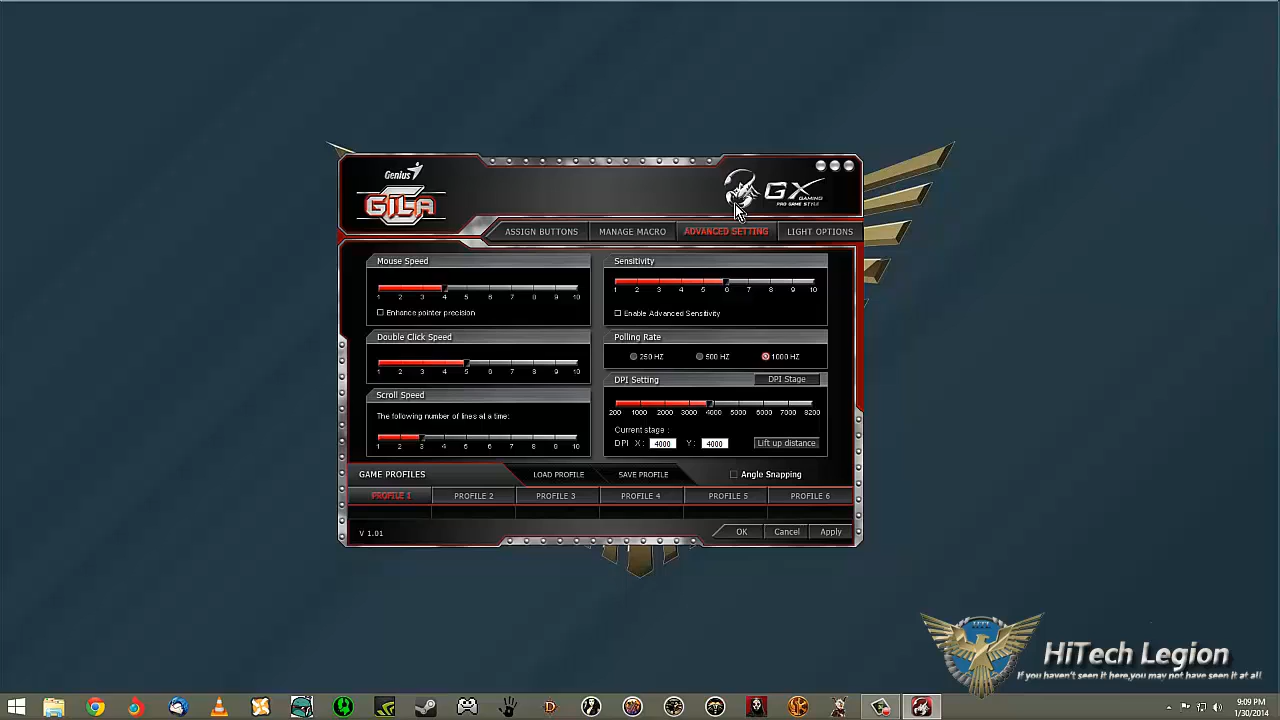 Genius
GILA
GX
GAMING
PRO GAME STYLE
ASSIGN BUTTONS
MANAGE MACRO
ADVANCED SETTING
LIGHT OPTIONS
Mouse Speed
1 2 3 4 5 6 7 8 9 10
Enhance pointer precision
Double Click Speed
1 2 3 4 5 6 7 8 9 10
Scroll Speed
The following number of lines at a time:
1 2 3 4 5 6 7 8 9 10
Sensitivity
1 2 3 4 5 6 7 8 9 10
Enable Advanced Sensitivity
Polling Rate
250 HZ 500 HZ 1000 HZ
DPI Setting DPI Stage
200 1000 2000 3000 4000 5000 6000 7000 8200
Current stage :
DPI X: 4000 Y: 4000 Lift up distance
GAME PROFILES LOAD PROFILE SAVE PROFILE Angle Snapping
PROFILE 1 PROFILE 2 PROFILE 3 PROFILE 4 PROFILE 5 PROFILE 6
V 1.01 OK Cancel Apply
HiTech Legion
If you haven't seen it here,you may not have seen it at all.
9:09 PM
1/30/2014